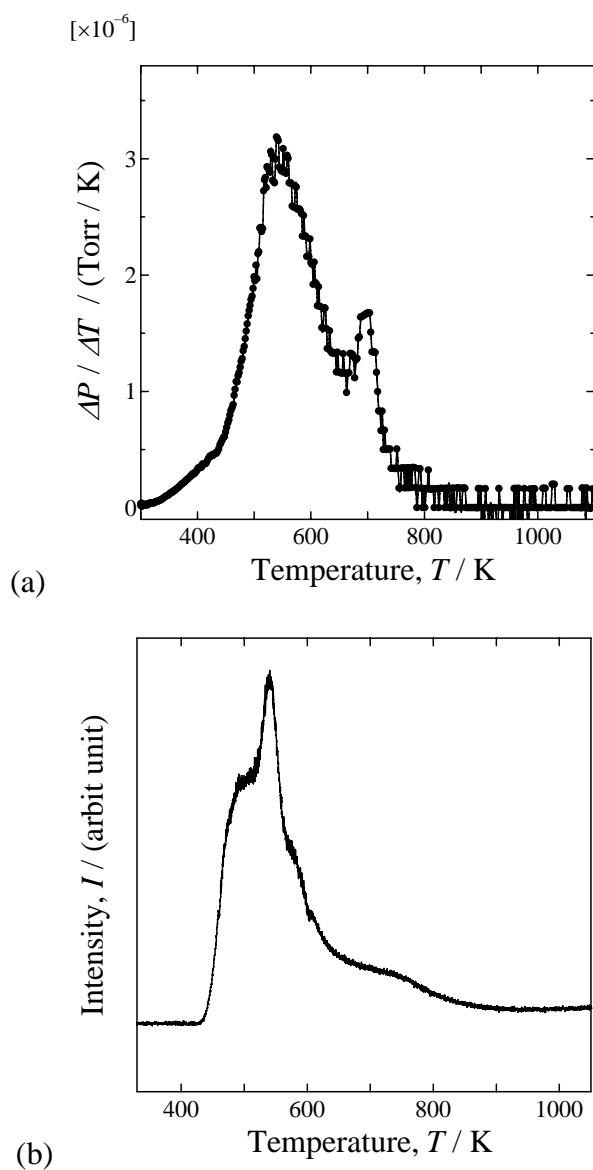 [×10⁻⁶]
3
2
1
0
ΔP / ΔT / (Torr / K)
400 600 800 1000
Temperature, T / K
(a)
Intensity, I / (arbit unit)
400 600 800 1000
Temperature, T / K
(b)